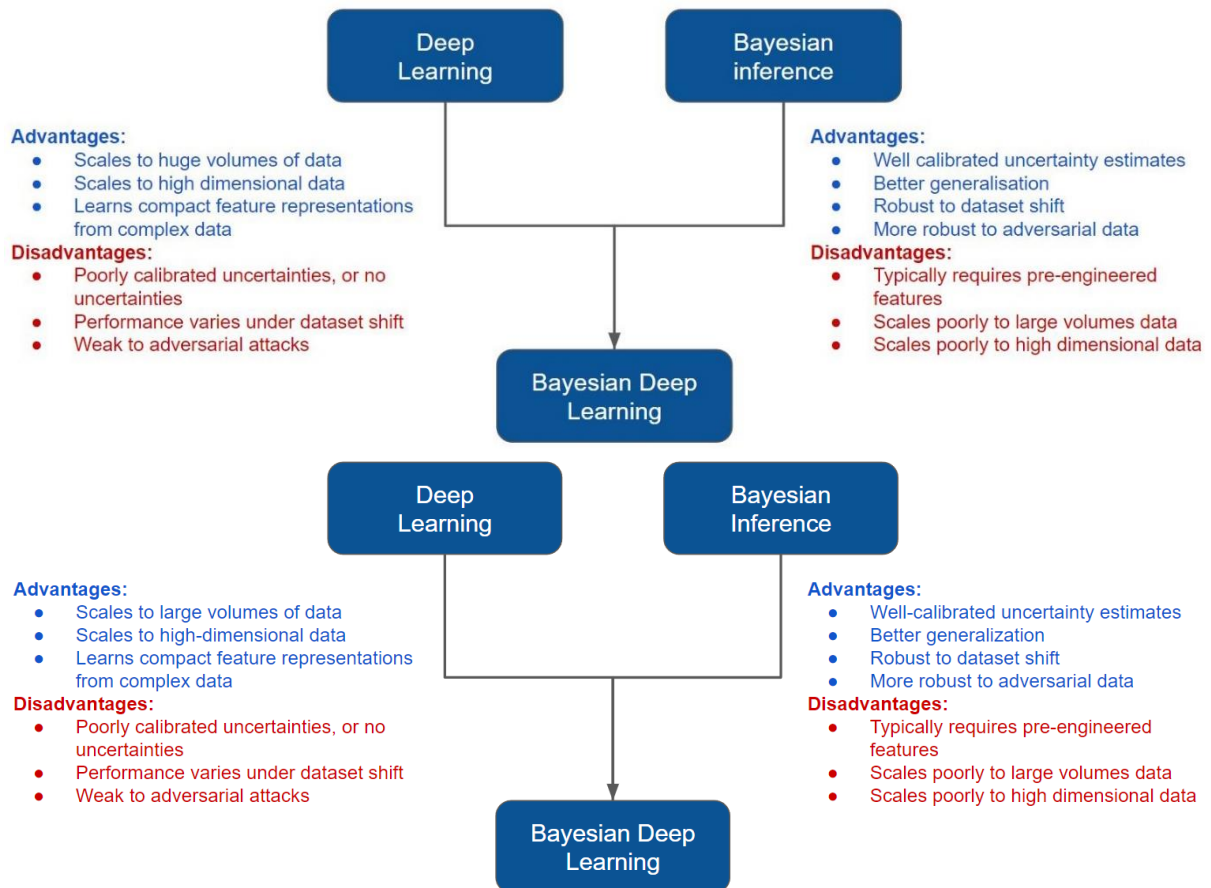 Deep
Learning
Bayesian
inference
Advantages:
● Scales to huge volumes of data
● Scales to high dimensional data
● Learns compact feature representations
from complex data
Disadvantages:
● Poorly calibrated uncertainties, or no
uncertainties
● Performance varies under dataset shift
● Weak to adversarial attacks
Advantages:
● Well calibrated uncertainty estimates
● Better generalisation
● Robust to dataset shift
● More robust to adversarial data
Disadvantages:
● Typically requires pre-engineered
features
● Scales poorly to large volumes data
● Scales poorly to high dimensional data
Bayesian Deep
Learning
Deep
Learning
Bayesian
Inference
Advantages:
● Scales to large volumes of data
● Scales to high-dimensional data
● Learns compact feature representations
from complex data
Disadvantages:
● Poorly calibrated uncertainties, or no
uncertainties
● Performance varies under dataset shift
● Weak to adversarial attacks
Advantages:
● Well-calibrated uncertainty estimates
● Better generalization
● Robust to dataset shift
● More robust to adversarial data
Disadvantages:
● Typically requires pre-engineered
features
● Scales poorly to large volumes data
● Scales poorly to high dimensional data
Bayesian Deep
Learning